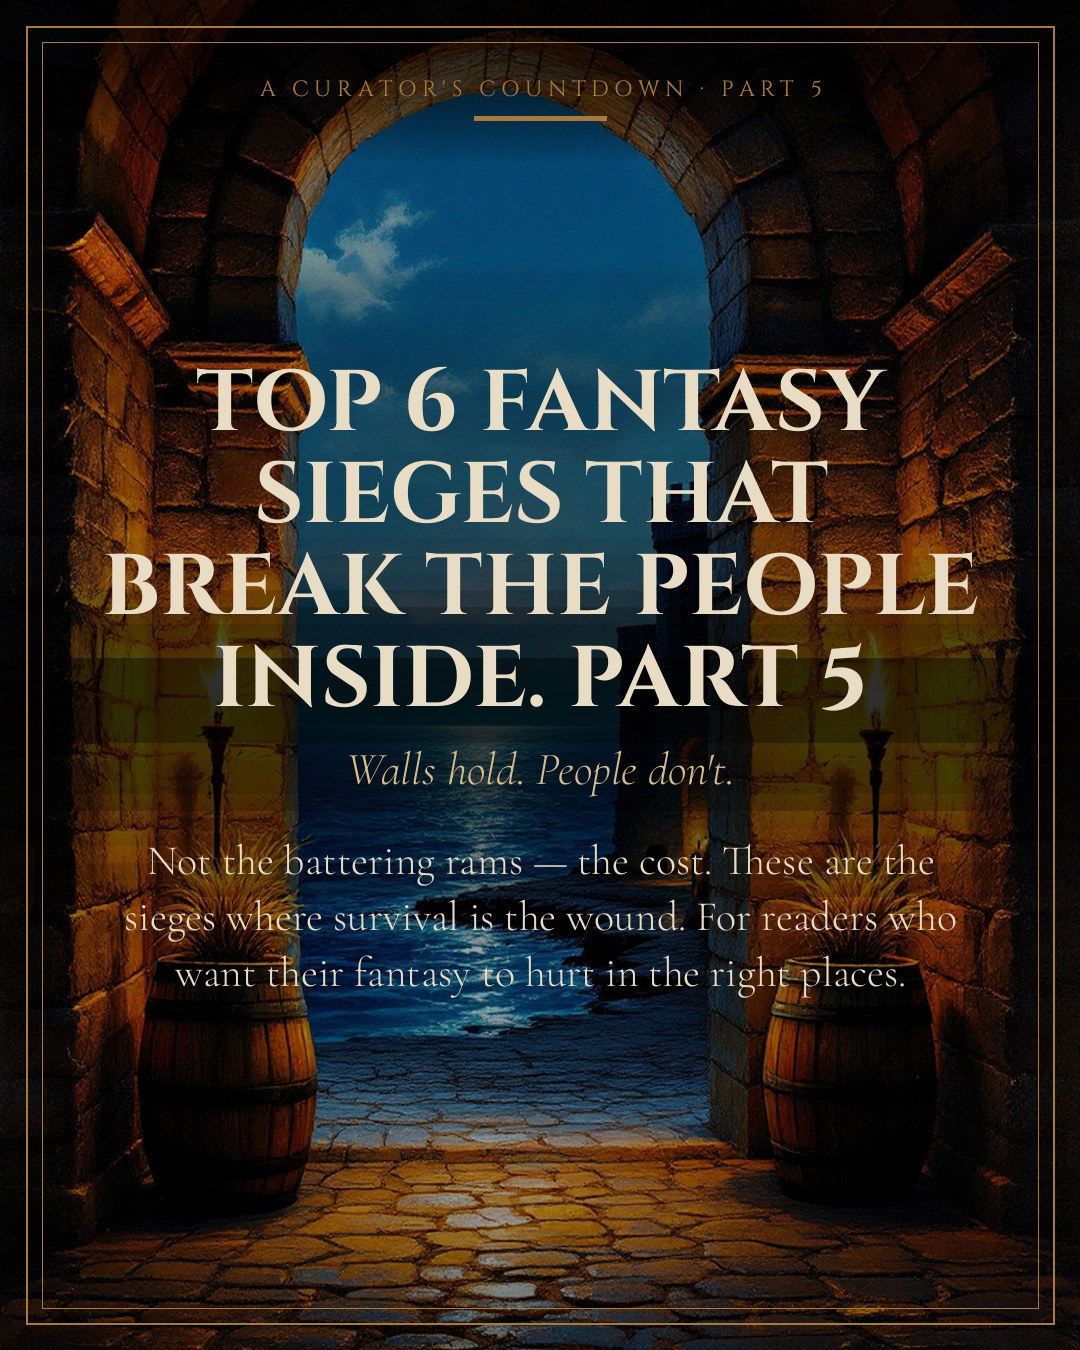 A CURATOR'S COUNTDOWN · PART 5
TOP 6 FANTASY
SIEGES THAT
BREAK THE PEOPLE
INSIDE. PART 5
Walls hold. People don't.
Not the battering rams — the cost. These are the
sieges where survival is the wound. For readers who
want their fantasy to hurt in the right places.